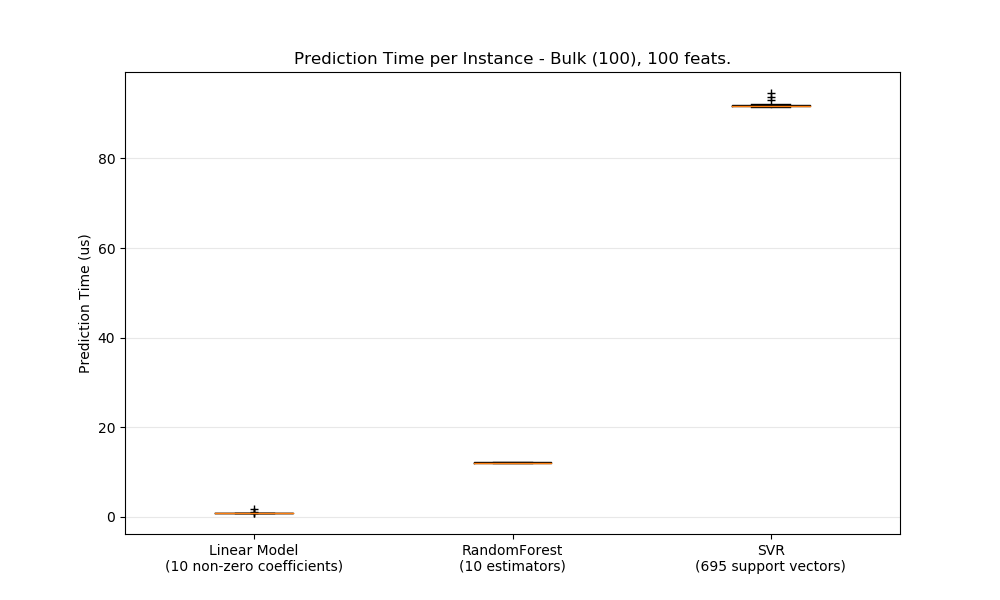 Prediction Time per Instance - Bulk (100), 100 feats.
Prediction Time (us)
80
60
40
20
0
Linear Model
(10 non-zero coefficients)
RandomForest
(10 estimators)
SVR
(695 support vectors)